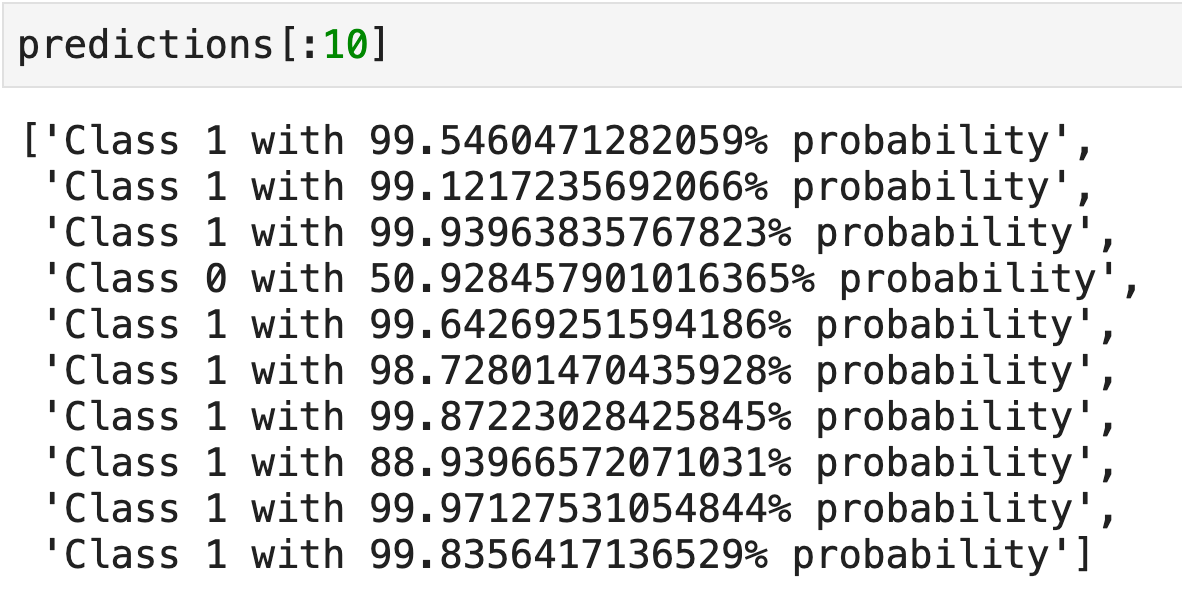 predictions[:10]
['Class 1 with 99.5460471282059% probability',
'Class 1 with 99.1217235692066% probability',
'Class 1 with 99.93963835767823% probability',
'Class 0 with 50.928457901016365% probability',
'Class 1 with 99.64269251594186% probability',
'Class 1 with 98.72801470435928% probability',
'Class 1 with 99.87223028425845% probability',
'Class 1 with 88.93966572071031% probability',
'Class 1 with 99.97127531054844% probability',
'Class 1 with 99.8356417136529% probability']